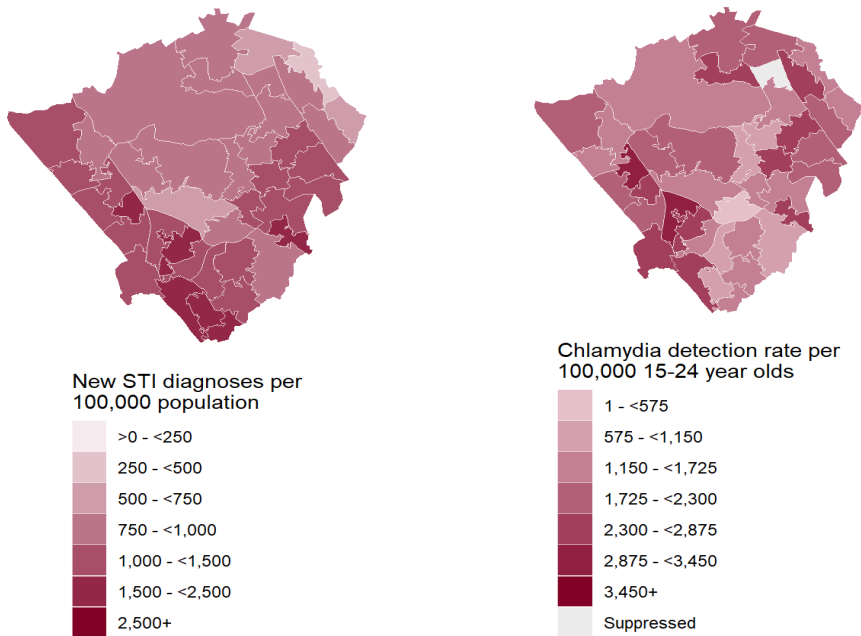 New STI diagnoses per
100,000 population
>0 - <250
250 - <500
500 - <750
750 - <1,000
1,000 - <1,500
1,500 - <2,500
2,500+
Chlamydia detection rate per
100,000 15-24 year olds
1 - <575
575 - <1,150
1,150 - <1,725
1,725 - <2,300
2,300 - <2,875
2,875 - <3,450
3,450+
Suppressed